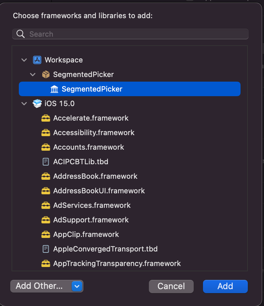 Choose frameworks and libraries to add:
Search
Workspace
SegmentedPicker
SegmentedPicker
iOS 15.0
Accelerate.framework
Accessibility.framework
Accounts.framework
ACIPCBTLib.tbd
AddressBook.framework
AddressBookUI.framework
AdServices.framework
AdSupport.framework
AppClip.framework
AppleConvergedTransport.tbd
AppTrackingTransparency.framework
Add Other... Cancel Add